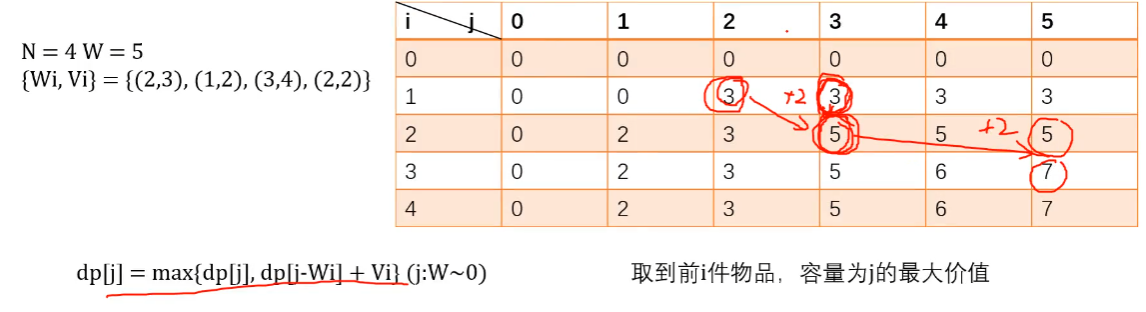 N = 4 W = 5
{Wi, Vi} = {(2,3), (1,2), (3,4), (2,2)}
i j 0 1 2 3 4 5
0 0 0 0 0 0 0
1 0 0 3 +2 3 3 3
2 0 2 3 5 5 +2 5
3 0 2 3 5 6 7
4 0 2 3 5 6 7
dp[j] = max{dp[j], dp[j-Wi] + Vi} (j:W~0)
取到前i件物品，容量为j的最大价值